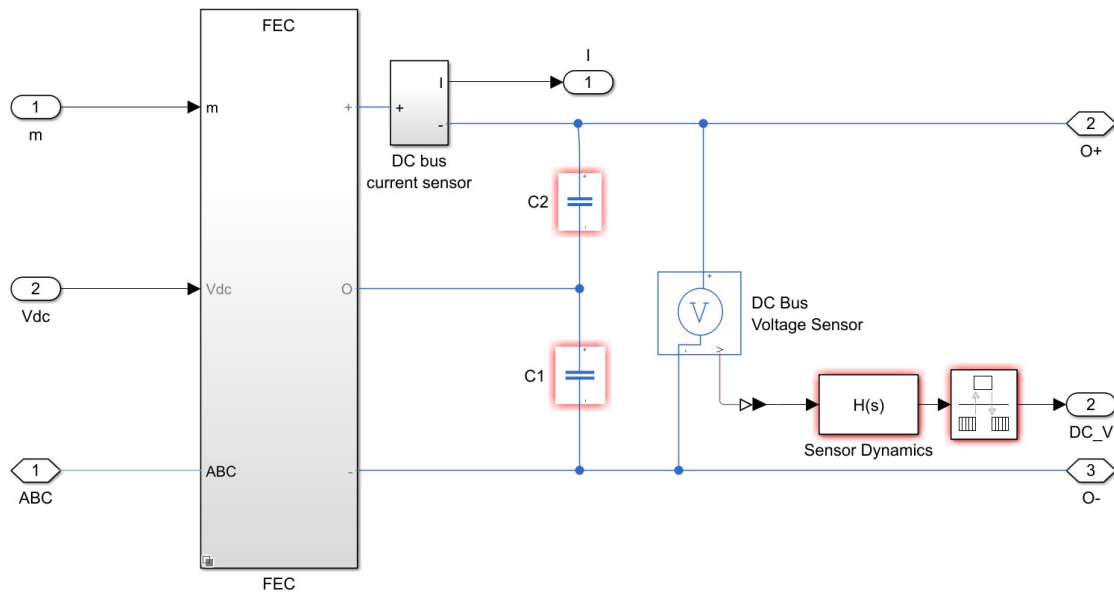 FEC
I
1
1
m
m
+
+
I
-
2
O+
DC bus
current sensor
C2
+
-
2
Vdc
Vdc
O
+
V
-
V
DC Bus
Voltage Sensor
C1
+
-
H(s)
Sensor Dynamics
2
DC_V
1
ABC
ABC
-
3
O-
FEC